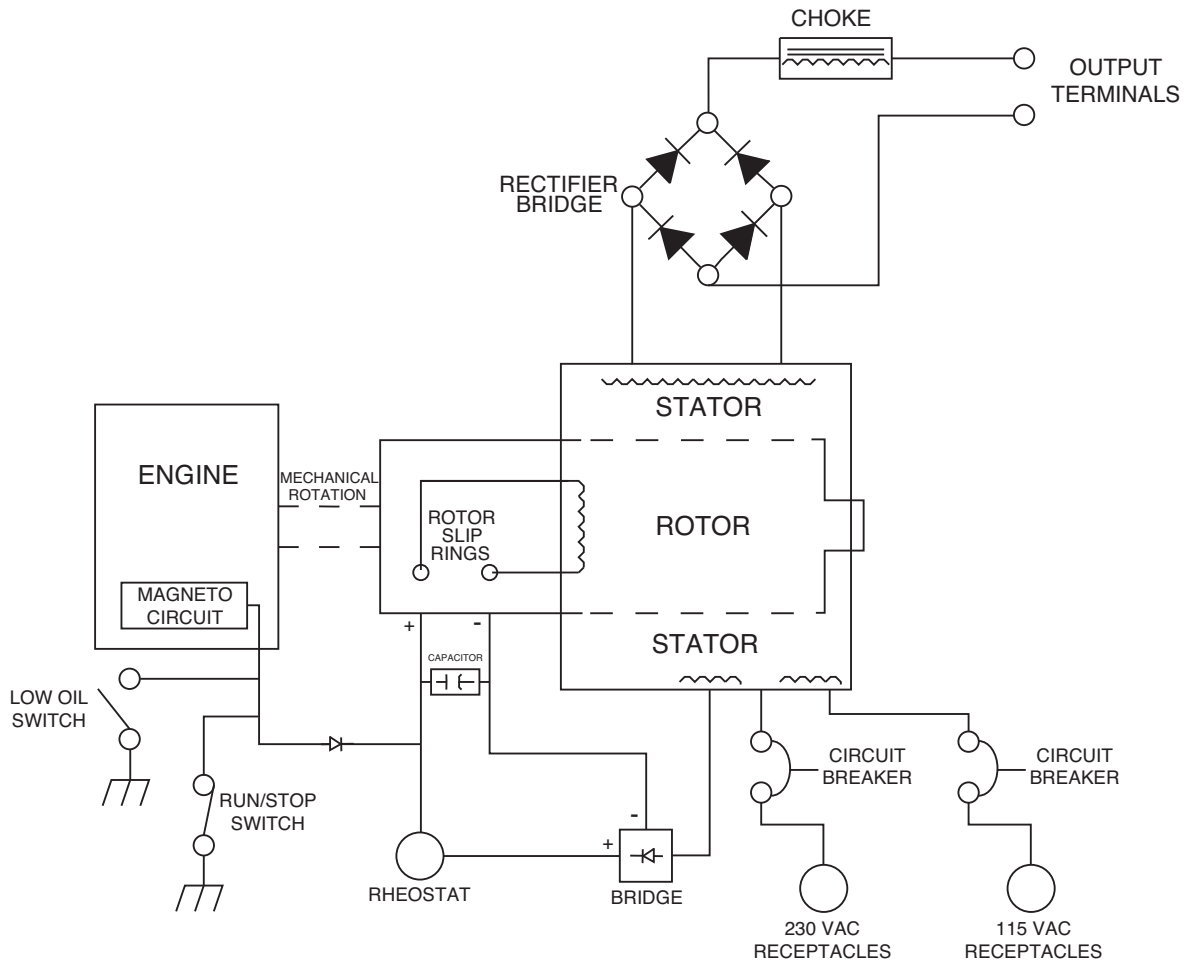 CHOKE
OUTPUT
TERMINALS
RECTIFIER
BRIDGE
STATOR
ENGINE
MECHANICAL
ROTATION
ROTOR
SLIP
RINGS
ROTOR
MAGNETO
CIRCUIT
+
-
STATOR
CAPACITOR
LOW OIL
SWITCH
CIRCUIT
BREAKER
CIRCUIT
BREAKER
RUN/STOP
SWITCH
-
+
RHEOSTAT
BRIDGE
230 VAC
RECEPTACLES
115 VAC
RECEPTACLES